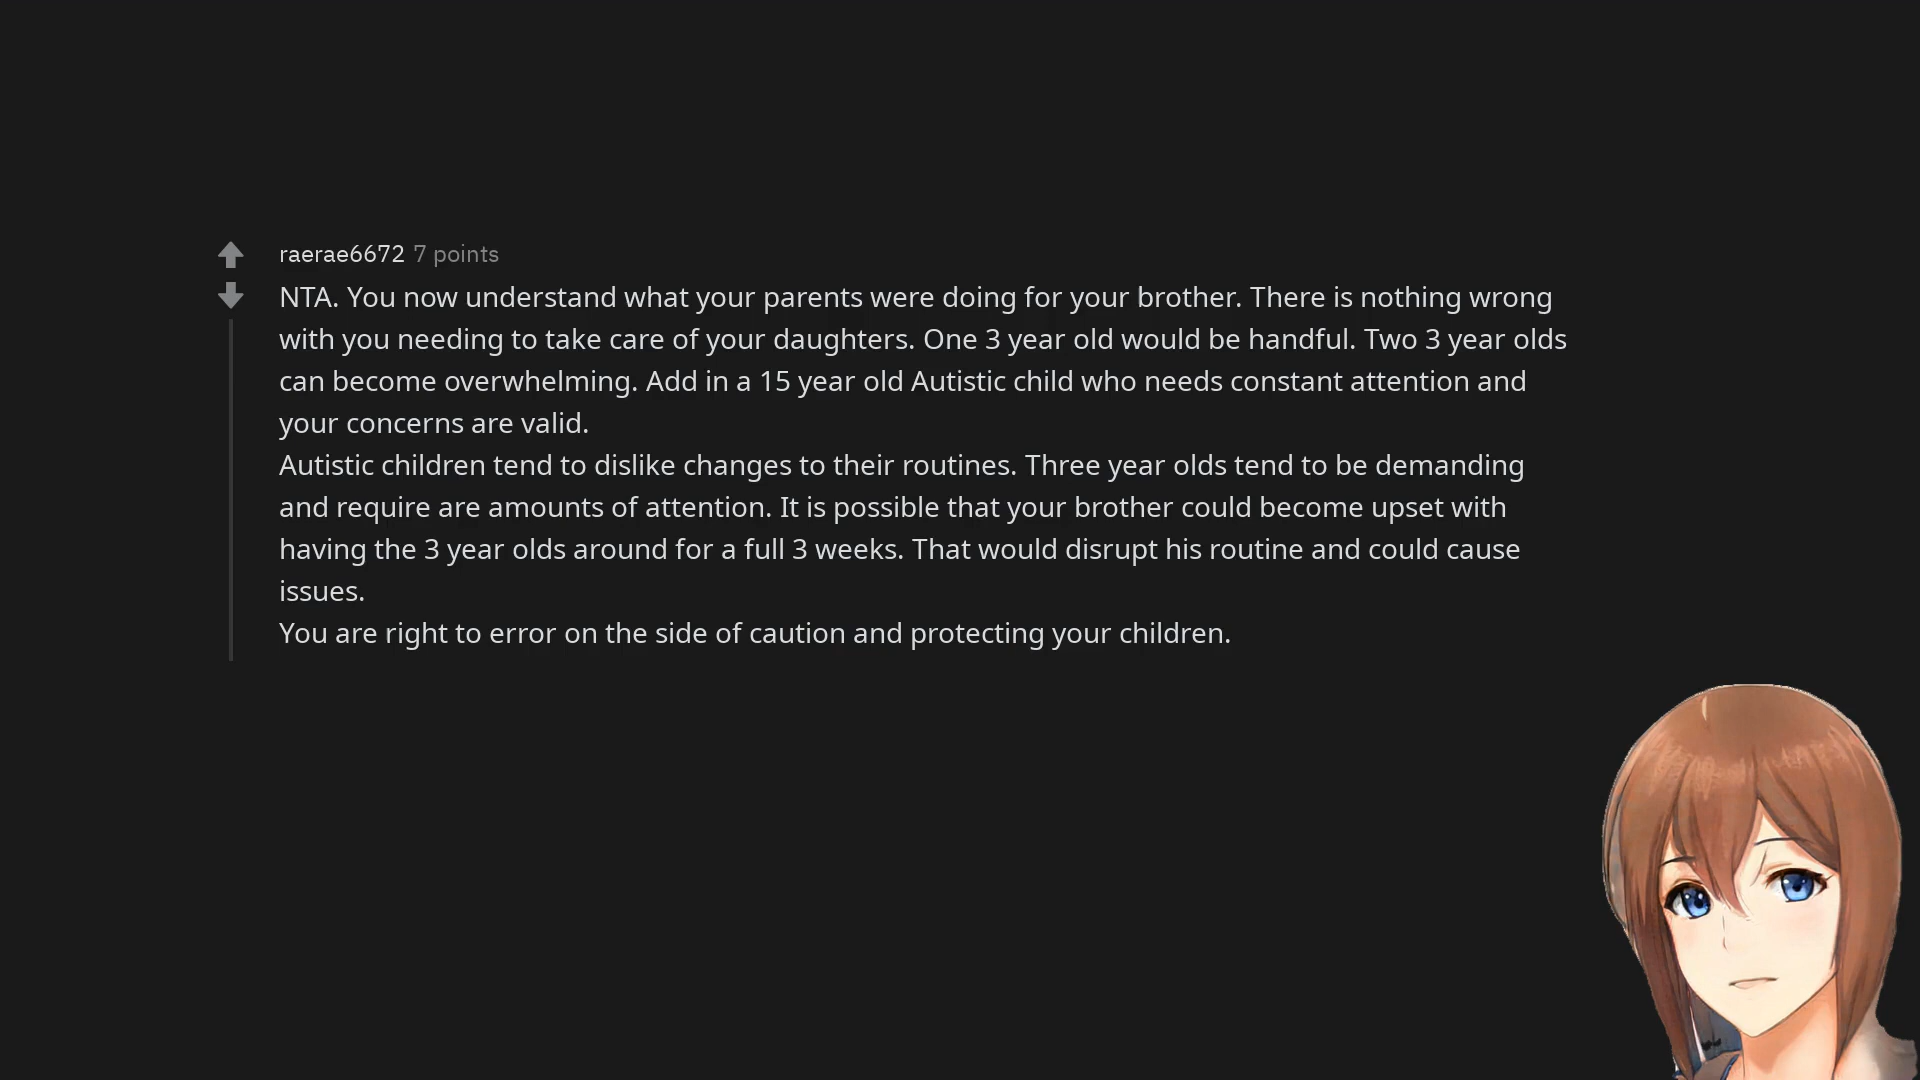 raerae6672 7 points
NTA. You now understand what your parents were doing for your brother. There is nothing wrong
with you needing to take care of your daughters. One 3 year old would be handful. Two 3 year olds
can become overwhelming. Add in a 15 year old Autistic child who needs constant attention and
your concerns are valid.
Autistic children tend to dislike changes to their routines. Three year olds tend to be demanding
and require are amounts of attention. It is possible that your brother could become upset with
having the 3 year olds around for a full 3 weeks. That would disrupt his routine and could cause
issues.
You are right to error on the side of caution and protecting your children.